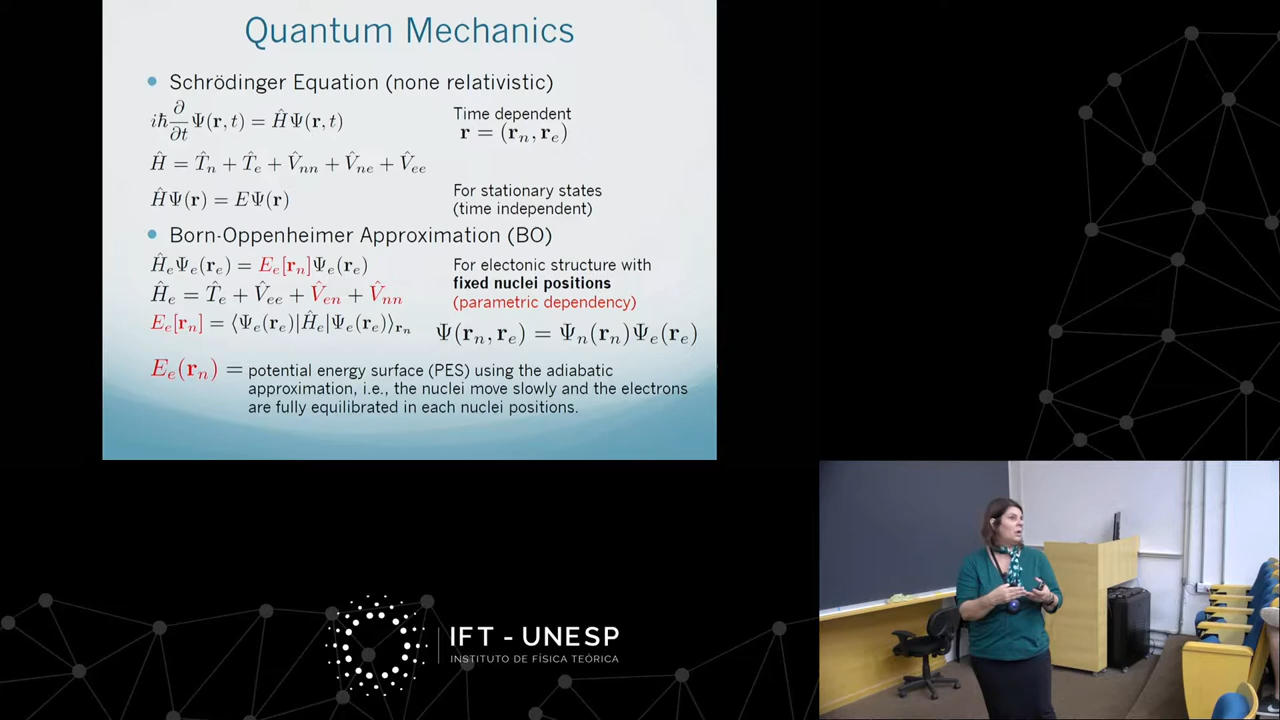 Quantum Mechanics
• Schrödinger Equation (none relativistic)
iħ ∂/∂t Ψ(r, t) = ĤΨ(r, t)
Time dependent
r = (rₙ, rₑ)
Ĥ = T̂ₙ + T̂ₑ + V̂ₙₙ + V̂ₙₑ + V̂ₑₑ
ĤΨ(r) = EΨ(r)
For stationary states
(time independent)
• Born-Oppenheimer Approximation (BO)
ĤₑΨₑ(rₑ) = Eₑ[rₙ]Ψₑ(rₑ)
For electonic structure with
fixed nuclei positions
(parametric dependency)
Ĥₑ = T̂ₑ + V̂ₑₑ + V̂ₑₙ + V̂ₙₙ
Eₑ[rₙ] = ⟨Ψₑ(rₑ)|Ĥₑ|Ψₑ(rₑ)⟩rₙ
Ψ(rₙ, rₑ) = Ψₙ(rₙ)Ψₑ(rₑ)
Eₑ(rₙ) = potential energy surface (PES) using the adiabatic
approximation, i.e., the nuclei move slowly and the electrons
are fully equilibrated in each nuclei positions.
IFT - UNESP
INSTITUTO DE FÍSICA TEÓRICA